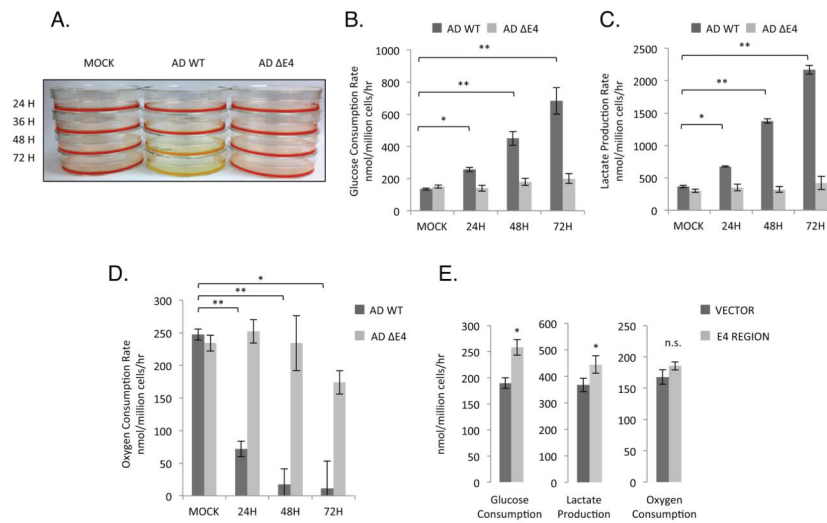 A.
MOCK AD WT AD ΔE4
24 H
36 H
48 H
72 H
B.
AD WT AD ΔE4
Glucose Consumption Rate
nmol/million cells/hr
1000
800
600
400
200
0
**
**
*
MOCK 24H 48H 72H
C.
AD WT AD ΔE4
Lactate Production Rate
nmol/million cells/hr
2500
2000
1500
1000
500
0
**
**
*
MOCK 24H 48H 72H
D.
Oxygen Consumption Rate
nmol/million cells/hr
300
250
200
150
100
50
0
*
**
**
AD WT
AD ΔE4
MOCK 24H 48H 72H
E.
VECTOR
E4 REGION
nmol/million cells/hr
300
250
200
150
100
50
0
*
Glucose
Consumption
600
500
400
300
200
100
0
*
Lactate
Production
250
200
150
100
50
0
n.s.
Oxygen
Consumption